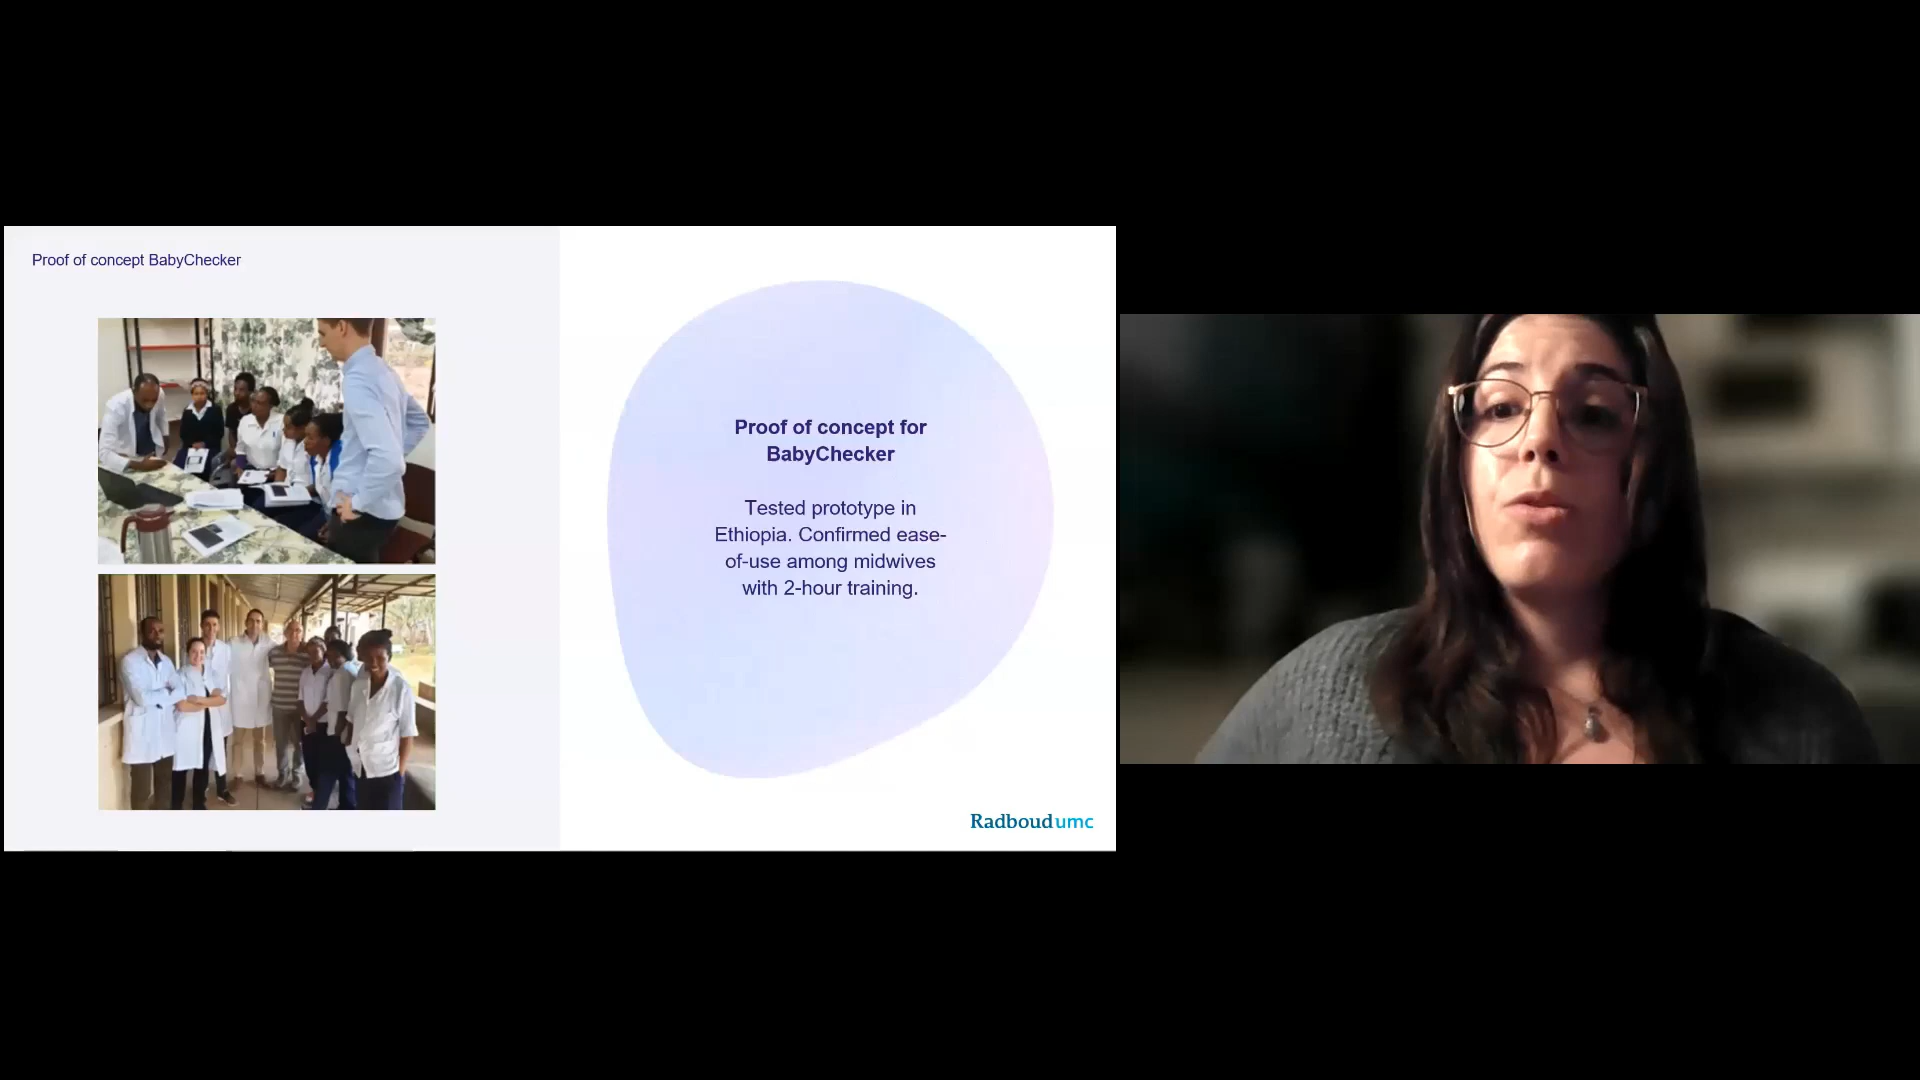 Proof of concept BabyChecker
Proof of concept for
BabyChecker
Tested prototype in
Ethiopia. Confirmed ease-
of-use among midwives
with 2-hour training.
Radboudumc